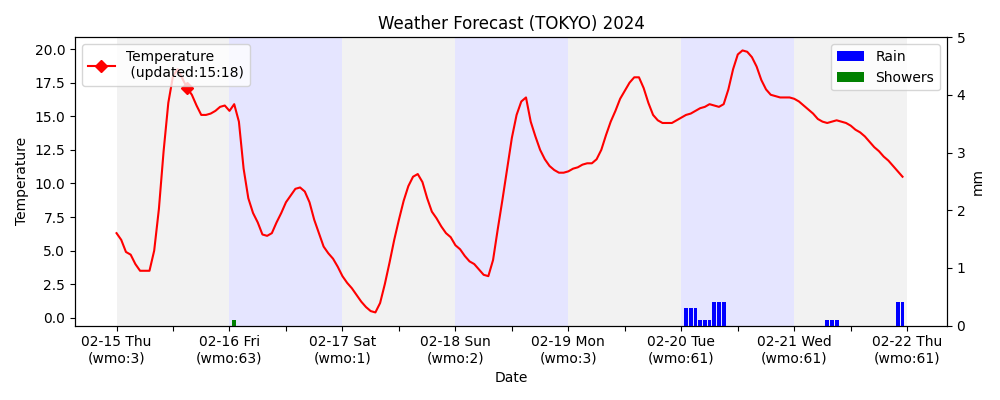 Weather Forecast (TOKYO) 2024
Temperature
(updated:15:18)
Rain
Showers
Temperature
20.0
17.5
15.0
12.5
10.0
7.5
5.0
2.5
0.0
5
4
3
2
1
0
mm
02-15 Thu
(wmo:3)
02-16 Fri
(wmo:63)
02-17 Sat
(wmo:1)
02-18 Sun
(wmo:2)
02-19 Mon
(wmo:3)
02-20 Tue
(wmo:61)
02-21 Wed
(wmo:61)
02-22 Thu
(wmo:61)
Date